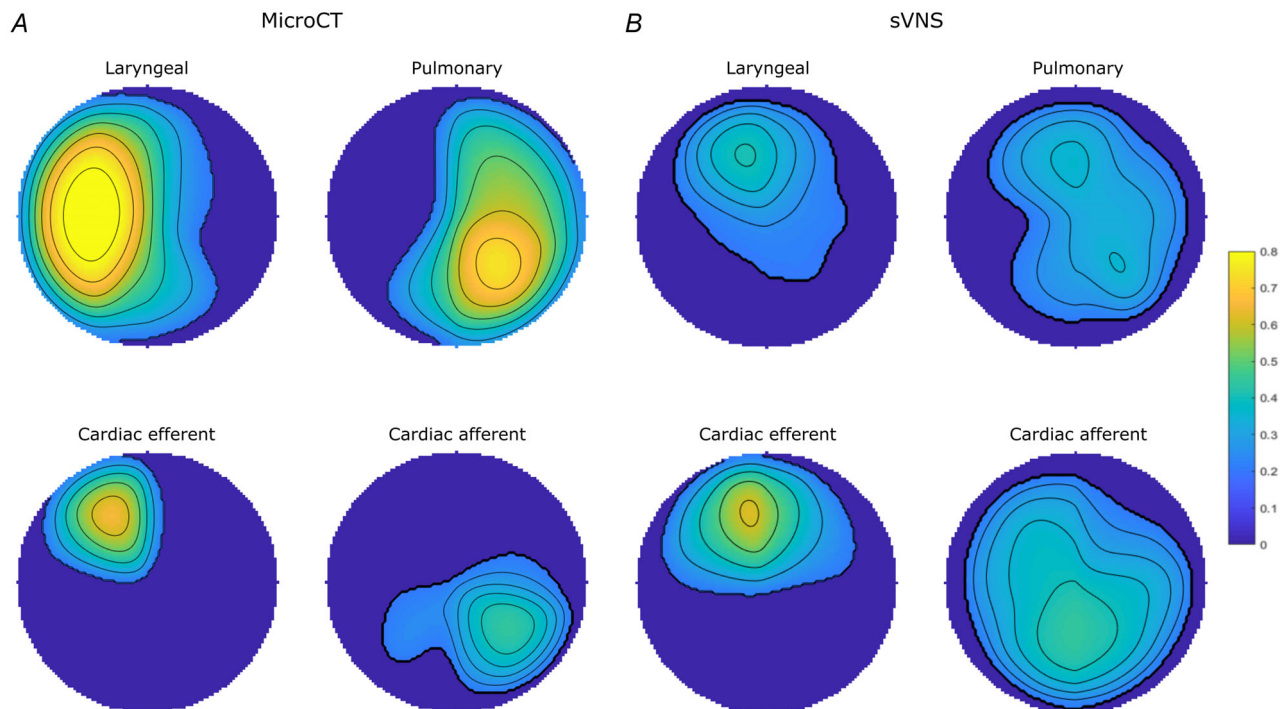 A MicroCT
B sVNS
Laryngeal
Pulmonary
Laryngeal
Pulmonary
Cardiac efferent
Cardiac afferent
Cardiac efferent
Cardiac afferent
0.8
0.7
0.6
0.5
0.4
0.3
0.2
0.1
0